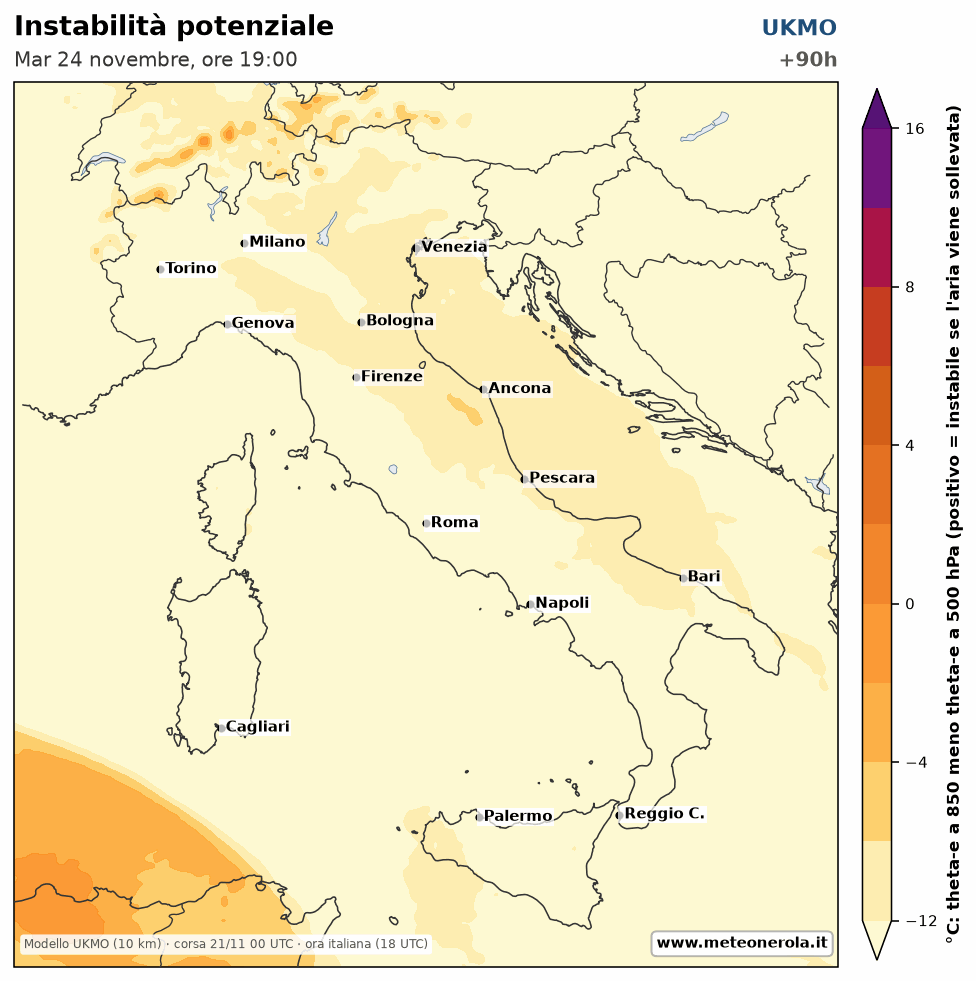 Instabilità potenziale
UKMO
Mar 24 novembre, ore 19:00
+90h
Milano
Venezia
Torino
Genova
Bologna
Firenze
Ancona
Pescara
Roma
Bari
Napoli
Cagliari
Palermo
Reggio C.
Modello UKMO (10 km) · corsa 21/11 00 UTC · ora italiana (18 UTC)
www.meteonerola.it
16
8
4
0
−4
−12
°C: theta-e a 850 meno theta-e a 500 hPa (positivo = instabile se l'aria viene sollevata)